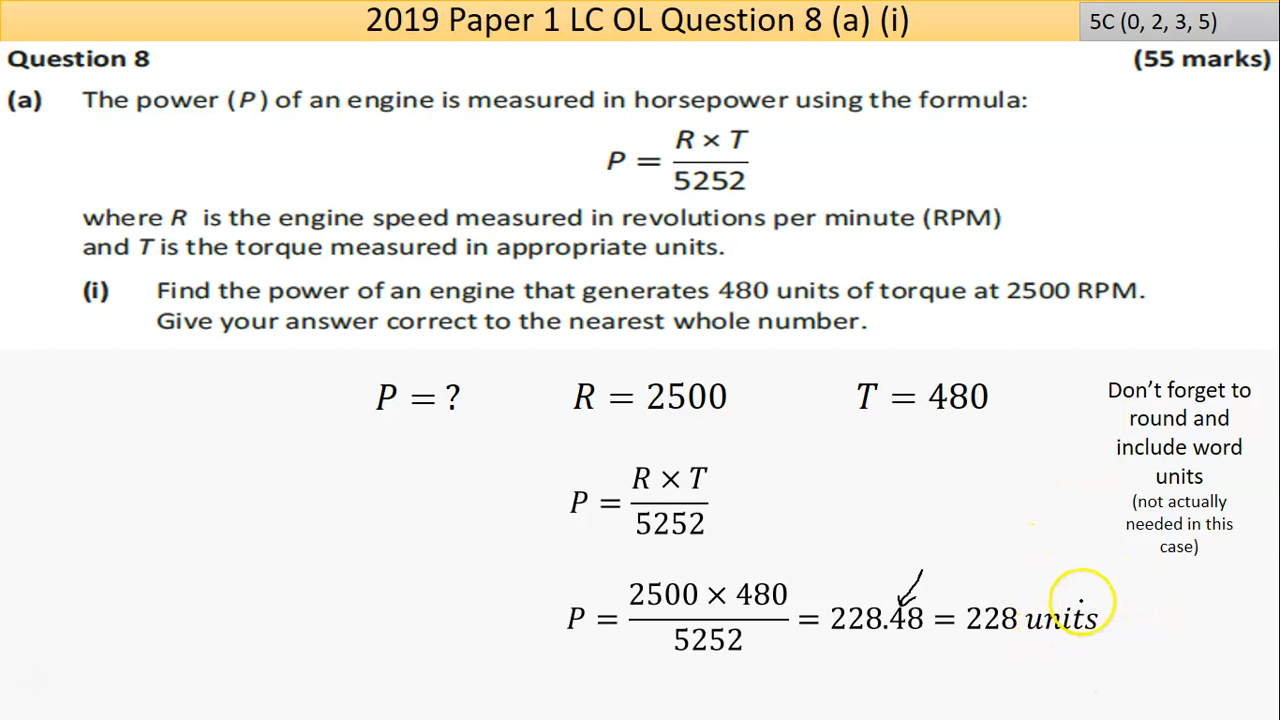 2019 Paper 1 LC OL Question 8 (a) (i)
5C (0, 2, 3, 5)
Question 8 (55 marks)
(a) The power (P) of an engine is measured in horsepower using the formula:
P = R × T / 5252
where R is the engine speed measured in revolutions per minute (RPM)
and T is the torque measured in appropriate units.
(i) Find the power of an engine that generates 480 units of torque at 2500 RPM.
Give your answer correct to the nearest whole number.
P = ? R = 2500 T = 480
P = R × T / 5252
P = 2500 × 480 / 5252 = 228.48 = 228 units
Don’t forget to
round and
include word
units
(not actually
needed in this
case)